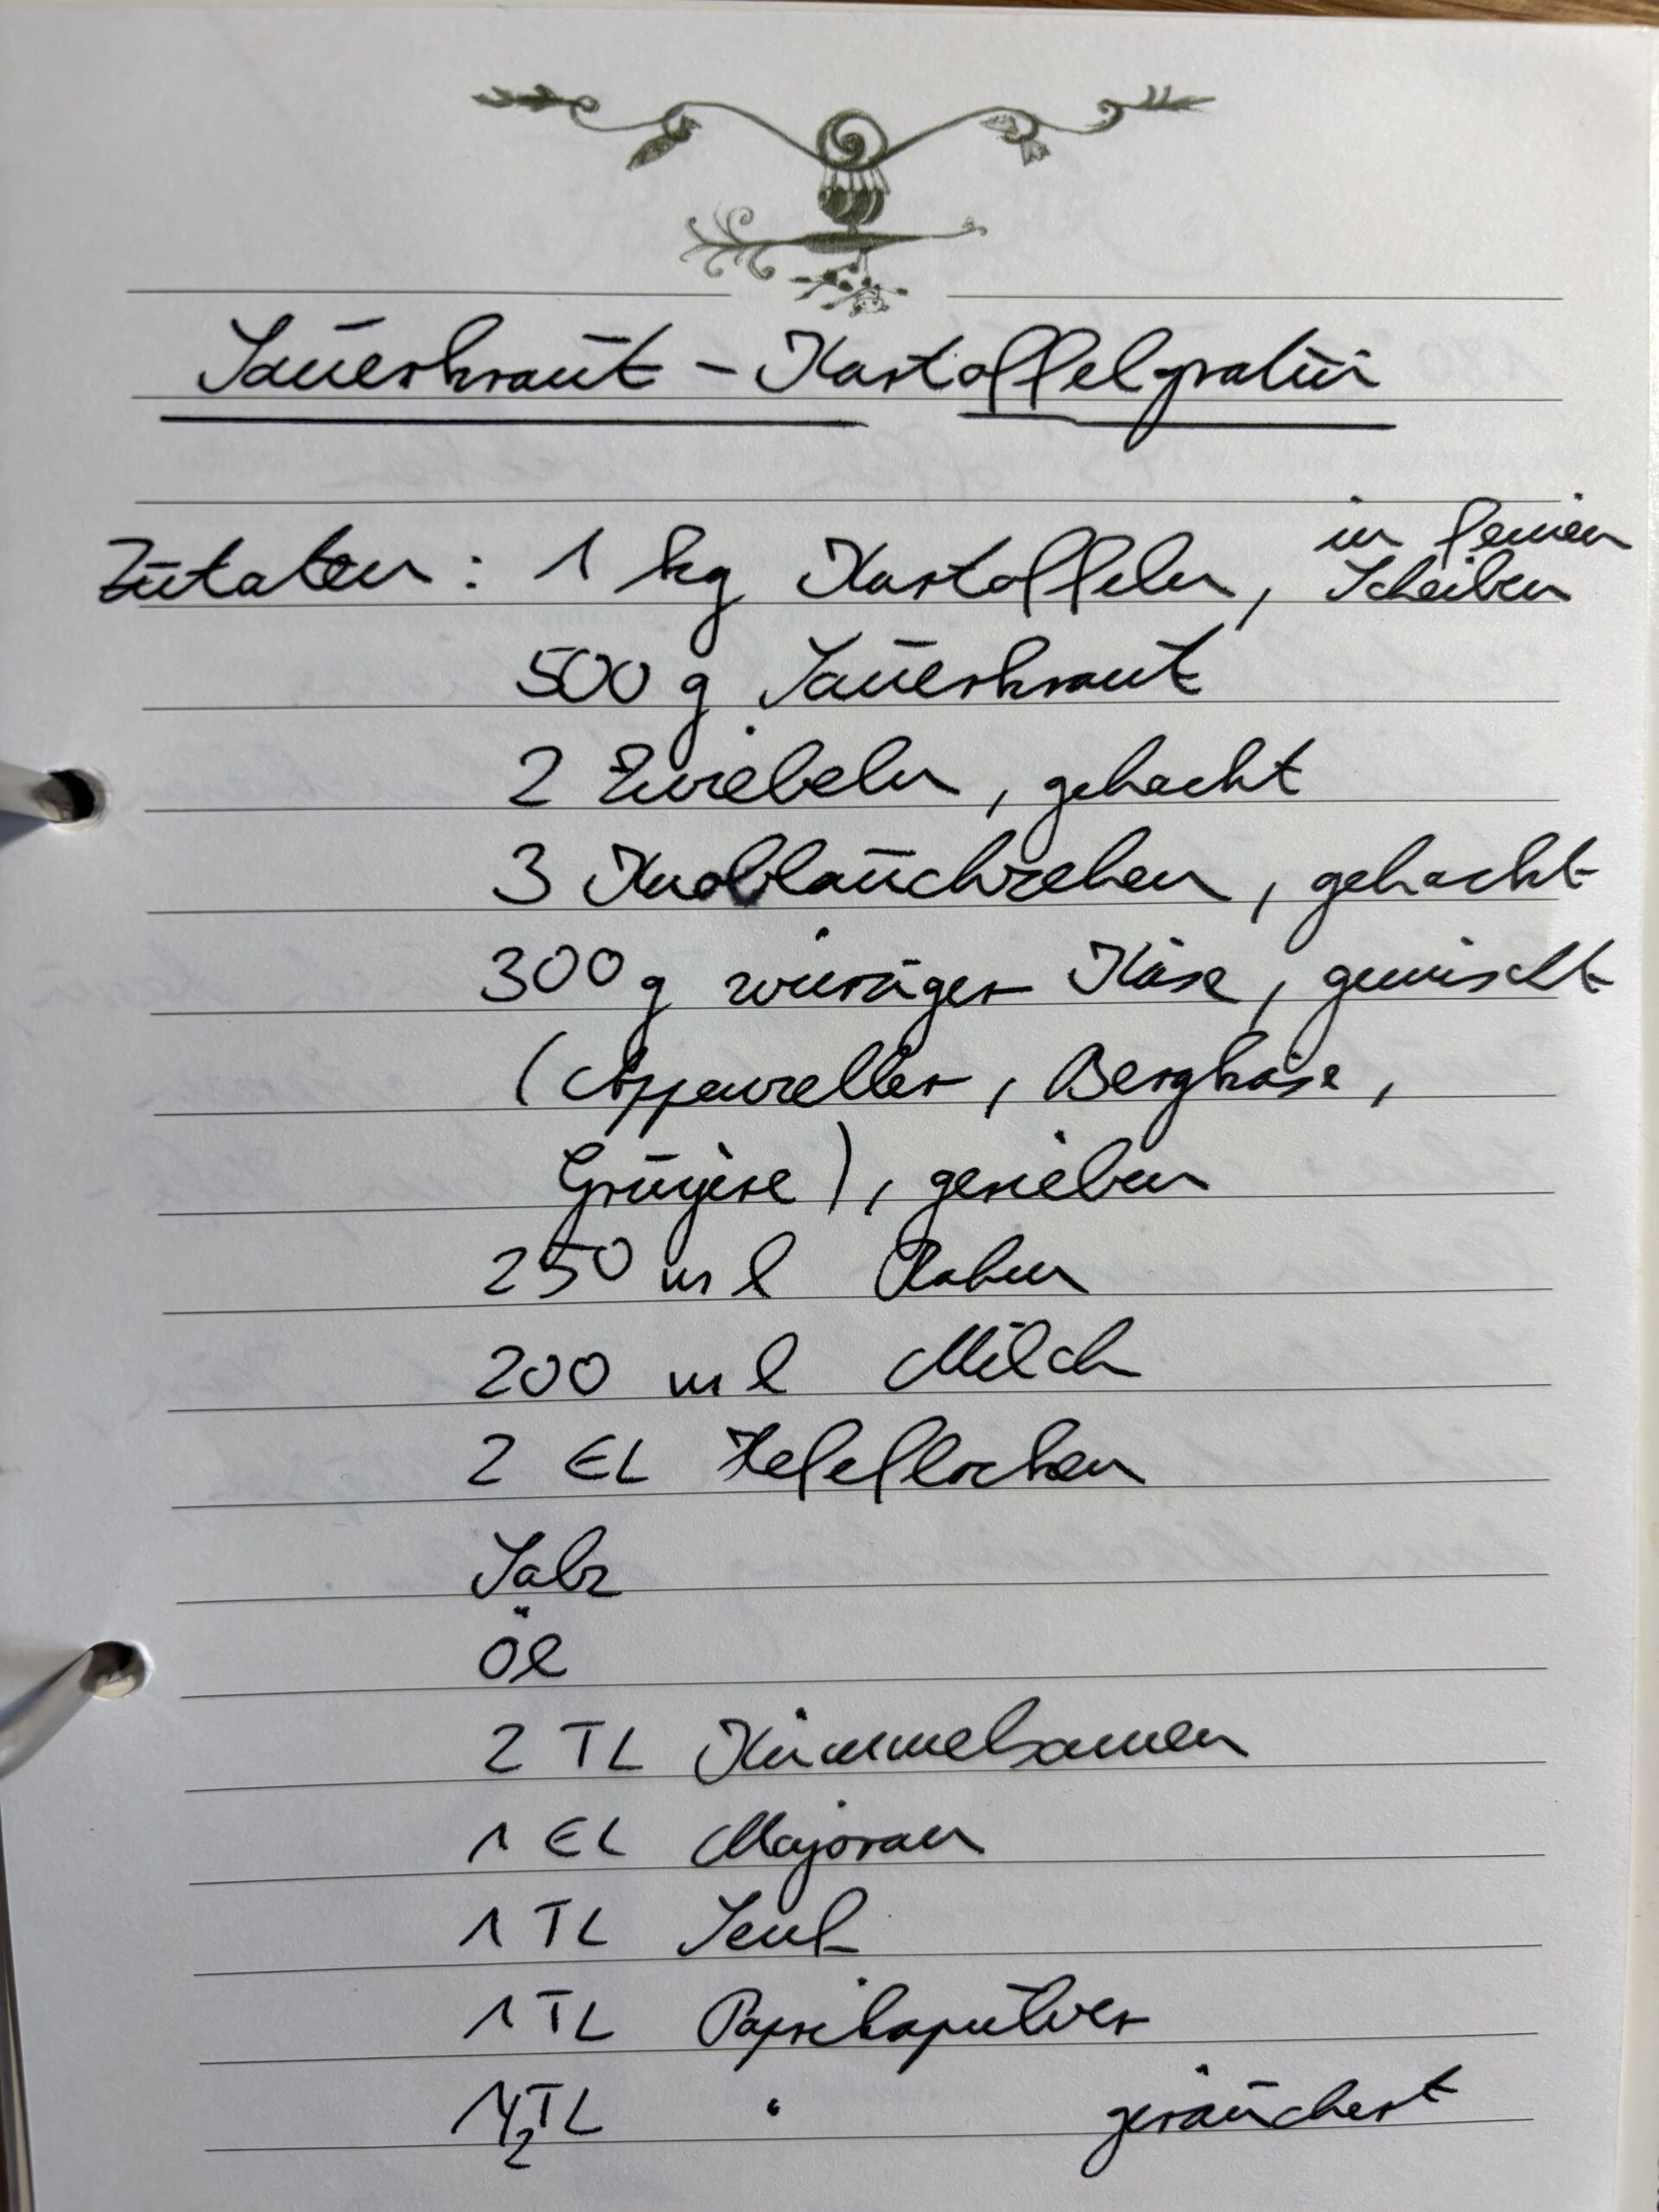 Sauerkraut - Kartoffelgratin
Zutaten: 1 kg Kartoffeln, in feinen Scheiben
500 g Sauerkraut
2 Zwiebeln, gehackt
3 Knoblauchzehen, gehackt
300 g würziger Käse, gemischt
(Appenzeller, Bergkäse,
Gruyère), gerieben
250 ml Rahm
200 ml Milch
2 EL Hefeflocken
Salz
Öl
2 TL Kümmelsamen
1 EL Majoran
1 TL Senf
1 TL Paprikapulver
1/2 TL " geräuchert